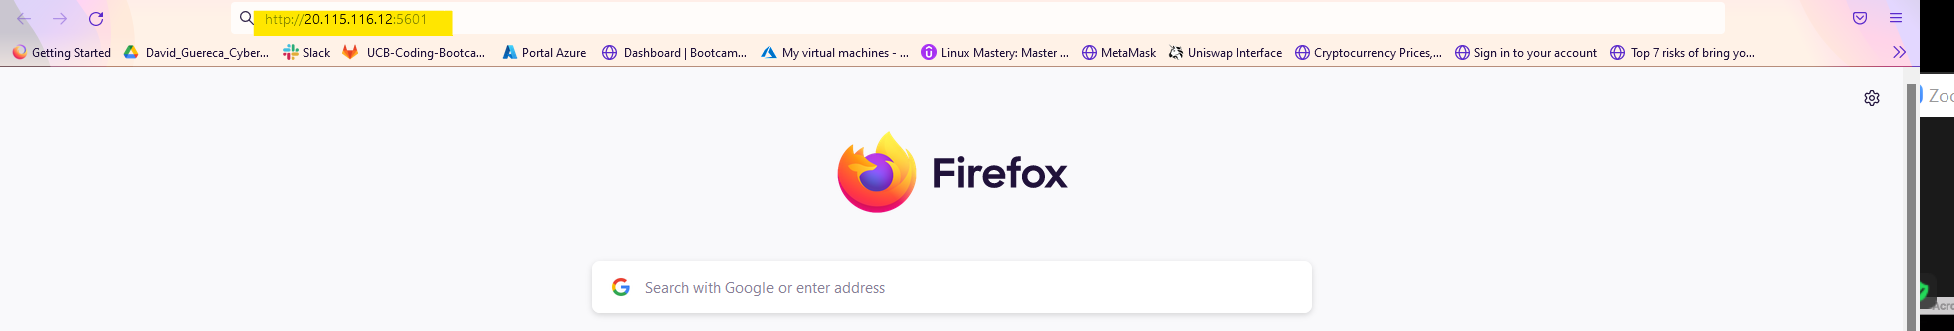 http://20.115.116.12:5601
Getting Started David_Guereca_Cyber... Slack UCB-Coding-Bootca... Portal Azure Dashboard | Bootcam... My virtual machines - ... Linux Mastery: Master ... MetaMask Uniswap Interface Cryptocurrency Prices,... Sign in to your account Top 7 risks of bring yo...
Zoo
Firefox
Search with Google or enter address